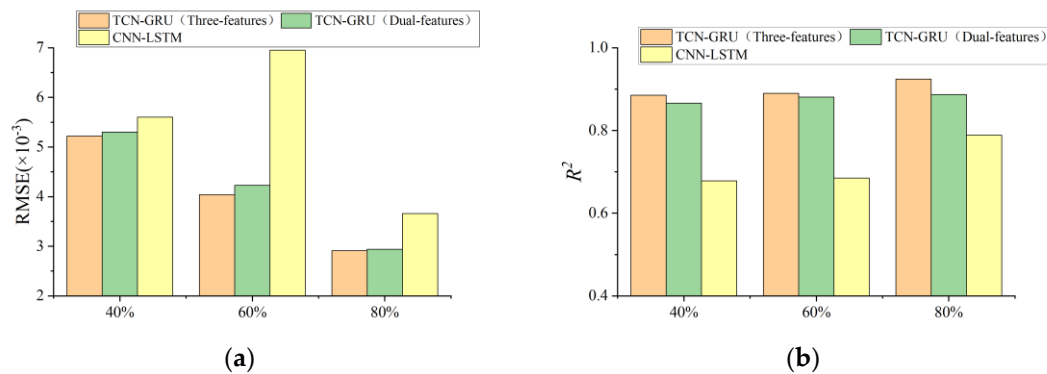 TCN-GRU（Three-features） TCN-GRU（Dual-features）
CNN-LSTM
7
6
5
4
3
2
RMSE(×10⁻³)
40% 60% 80%
(a)
TCN-GRU（Three-features） TCN-GRU（Dual-features）
CNN-LSTM
1.0
0.8
0.6
0.4
R²
40% 60% 80%
(b)